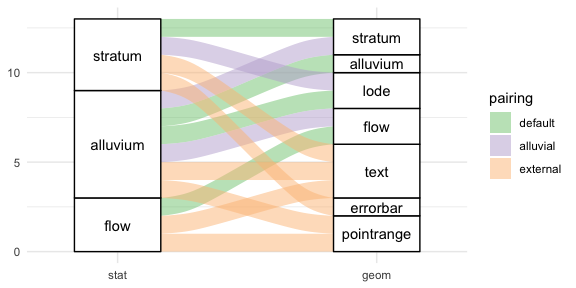 stratum
alluvium
flow
stratum
alluvium
lode
flow
text
errorbar
pointrange
10
5
0
stat
geom
pairing
default
alluvial
external